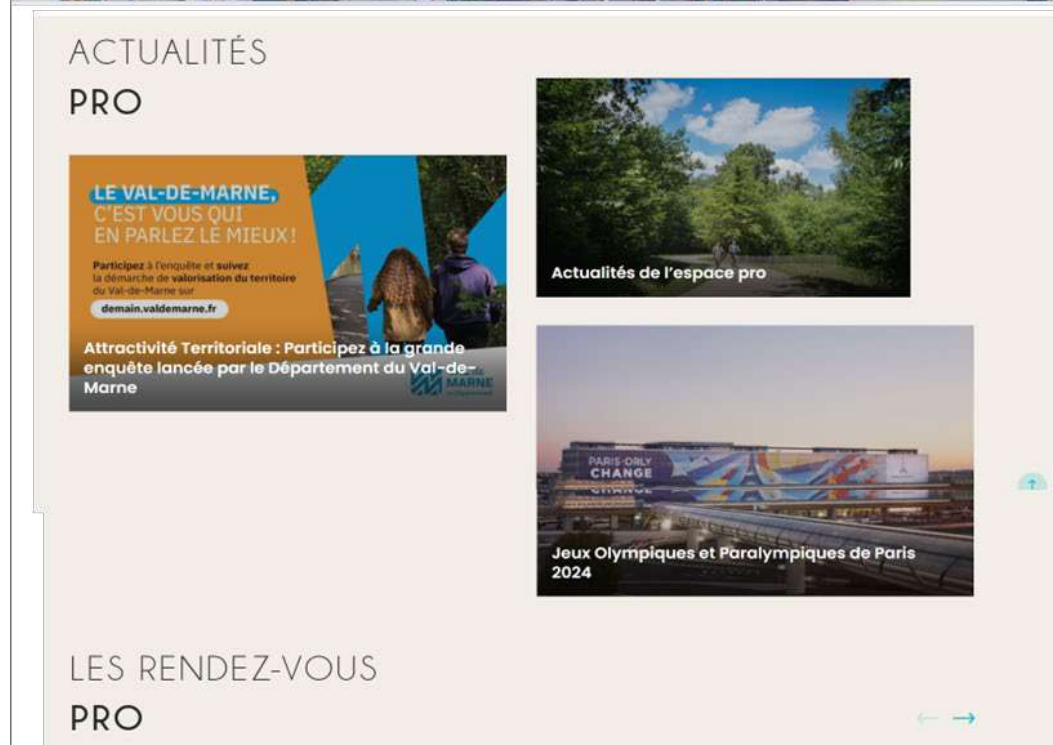 ACTUALITÉS
PRO
LE VAL-DE-MARNE,
C'EST VOUS QUI
EN PARLEZ LE MIEUX !
Participez à l'enquête et suivez
la démarche de valorisation du territoire
du Val-de-Marne sur
demain.valdemarne.fr
Attractivité Territoriale : Participez à la grande
enquête lancée par le Département du Val-de-
Marne
MARNE
Actualités de l'espace pro
PARIS-ORLY
CHANGE
CHANGE
Jeux Olympiques et Paralympiques de Paris
2024
LES RENDEZ-VOUS
PRO